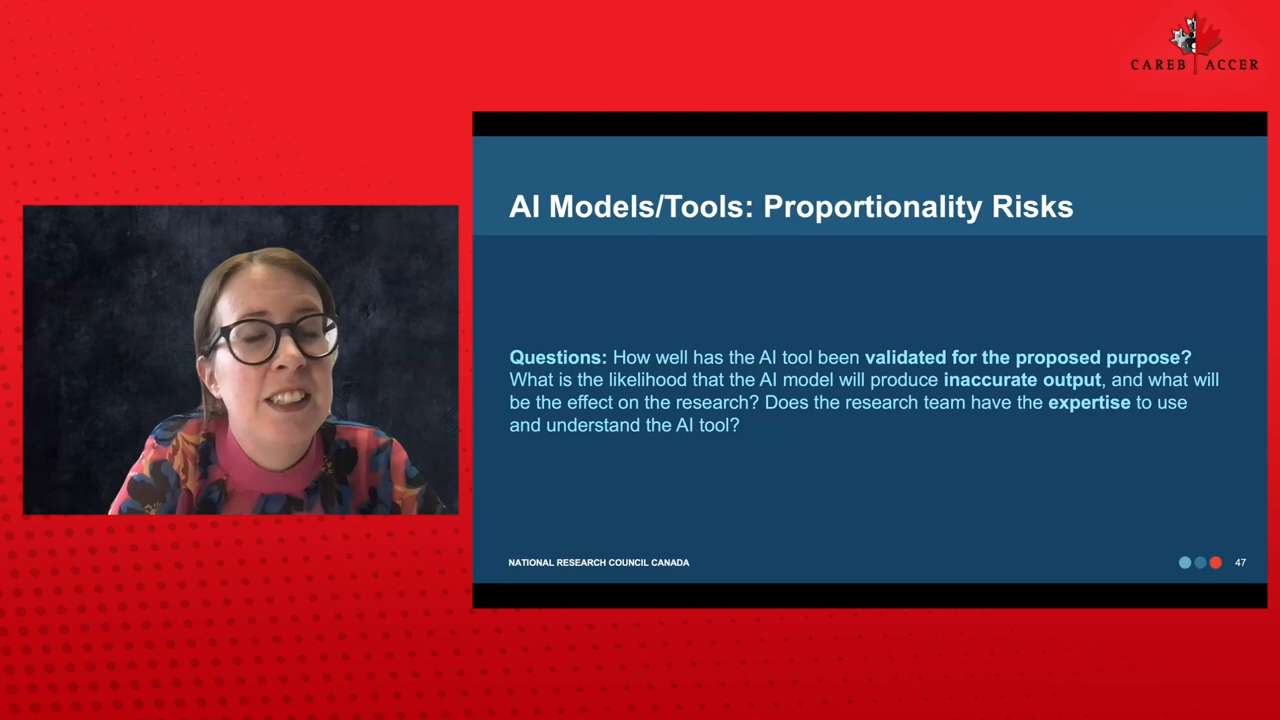 CAREB ACCER
AI Models/Tools: Proportionality Risks
Questions: How well has the AI tool been validated for the proposed purpose?
What is the likelihood that the AI model will produce inaccurate output, and what will
be the effect on the research? Does the research team have the expertise to use
and understand the AI tool?
NATIONAL RESEARCH COUNCIL CANADA
47